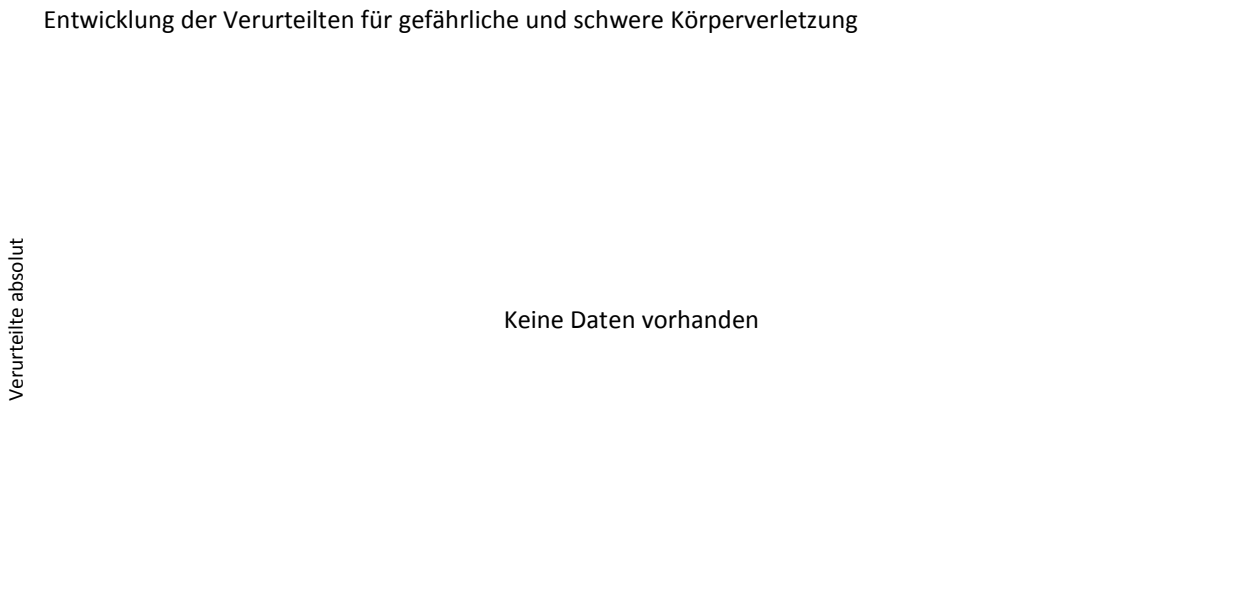 Entwicklung der Verurteilten für gefährliche und schwere Körperverletzung
Verurteilte absolut
Keine Daten vorhanden